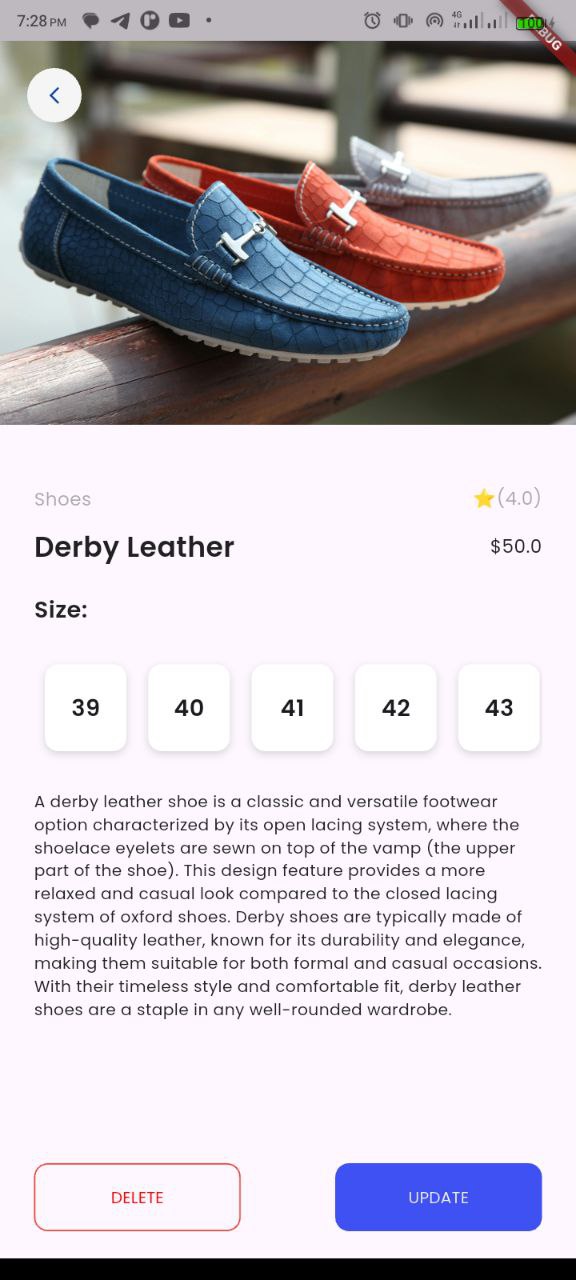 7:28 PM
4G
100
BUG
Shoes
⭐(4.0)
Derby Leather
$50.0
Size:
39 40 41 42 43
A derby leather shoe is a classic and versatile footwear
option characterized by its open lacing system, where the
shoelace eyelets are sewn on top of the vamp (the upper
part of the shoe). This design feature provides a more
relaxed and casual look compared to the closed lacing
system of oxford shoes. Derby shoes are typically made of
high-quality leather, known for its durability and elegance,
making them suitable for both formal and casual occasions.
With their timeless style and comfortable fit, derby leather
shoes are a staple in any well-rounded wardrobe.
DELETE
UPDATE